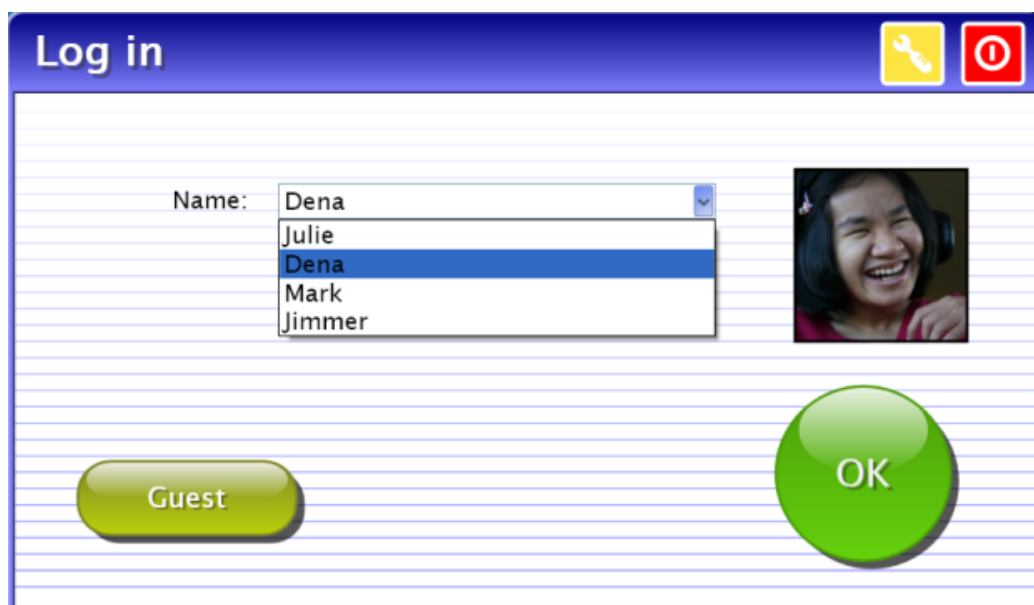 Log in
Name: Dena
Julie
Dena
Mark
Jimmer
Guest
OK